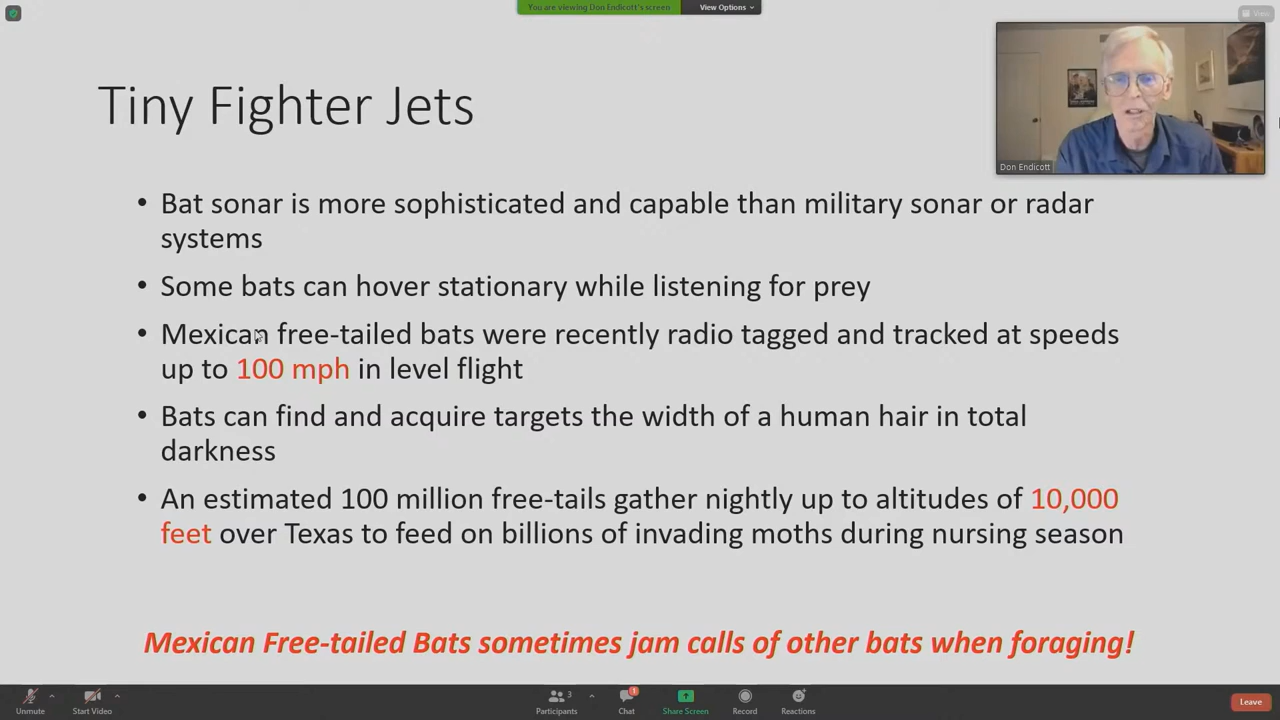 You are viewing Don Endicott's screen
View Options
View
Tiny Fighter Jets
Don Endicott
• Bat sonar is more sophisticated and capable than military sonar or radar
systems
• Some bats can hover stationary while listening for prey
• Mexican free-tailed bats were recently radio tagged and tracked at speeds
up to 100 mph in level flight
• Bats can find and acquire targets the width of a human hair in total
darkness
• An estimated 100 million free-tails gather nightly up to altitudes of 10,000
feet over Texas to feed on billions of invading moths during nursing season
Mexican Free-tailed Bats sometimes jam calls of other bats when foraging!
Unmute
Start Video
Participants
3
Chat
1
Share Screen
Record
Reactions
Leave